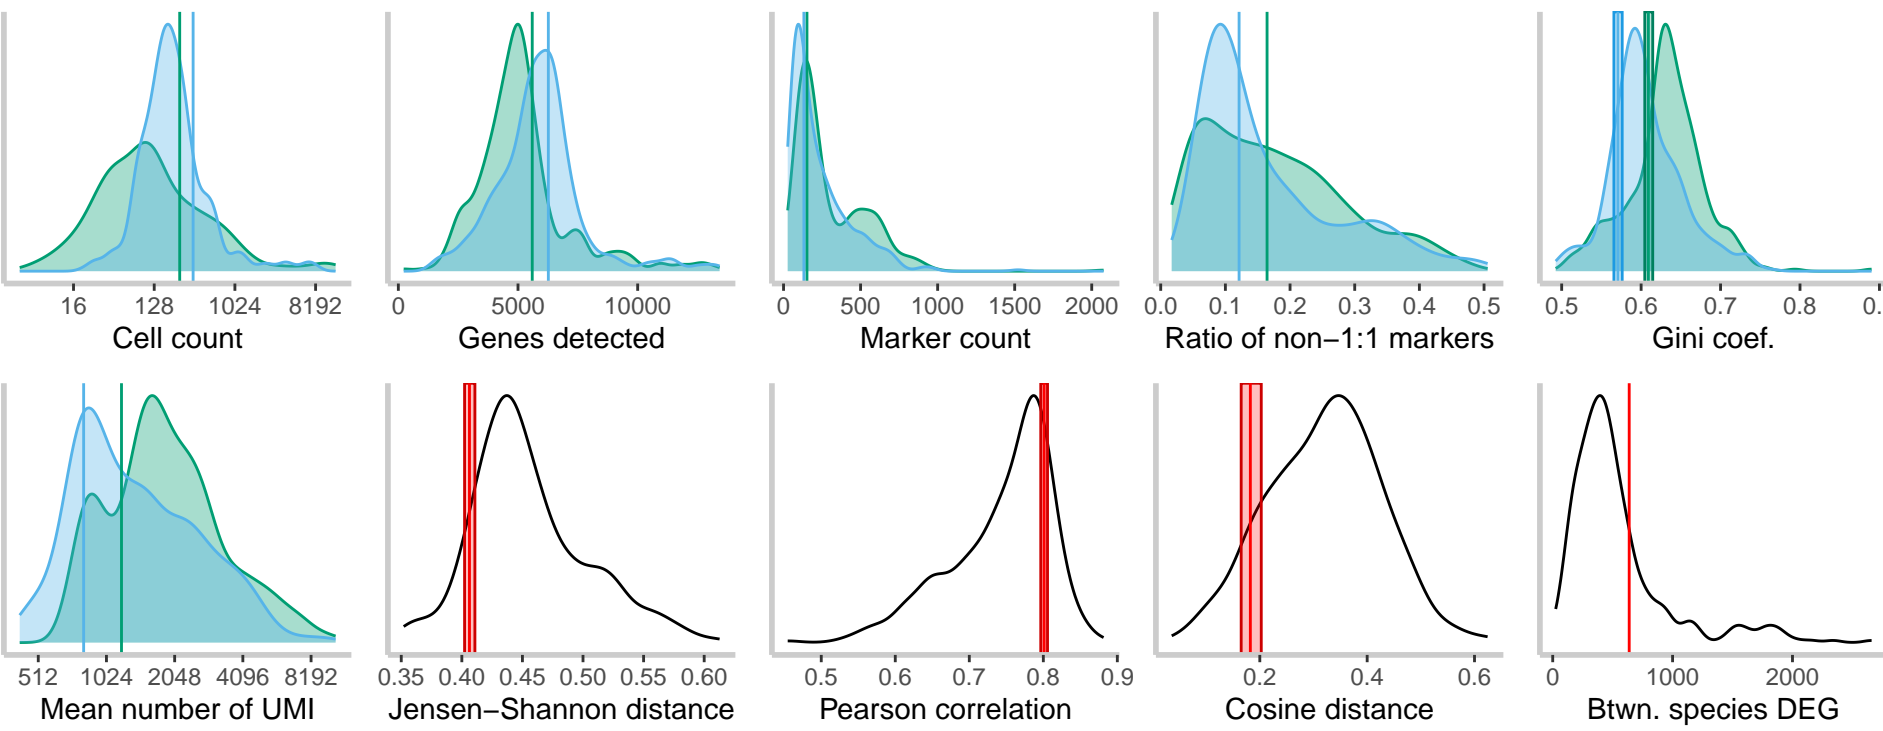 16 128 1024 8192
Cell count
0 5000 10000
Genes detected
0 500 1000 1500 2000
Marker count
0.0 0.1 0.2 0.3 0.4 0.5
Ratio of non−1:1 markers
0.5 0.6 0.7 0.8 0.
Gini coef.
512 1024 2048 4096 8192
Mean number of UMI
0.35 0.40 0.45 0.50 0.55 0.60
Jensen−Shannon distance
0.5 0.6 0.7 0.8 0.9
Pearson correlation
0.2 0.4 0.6
Cosine distance
0 1000 2000
Btwn. species DEG